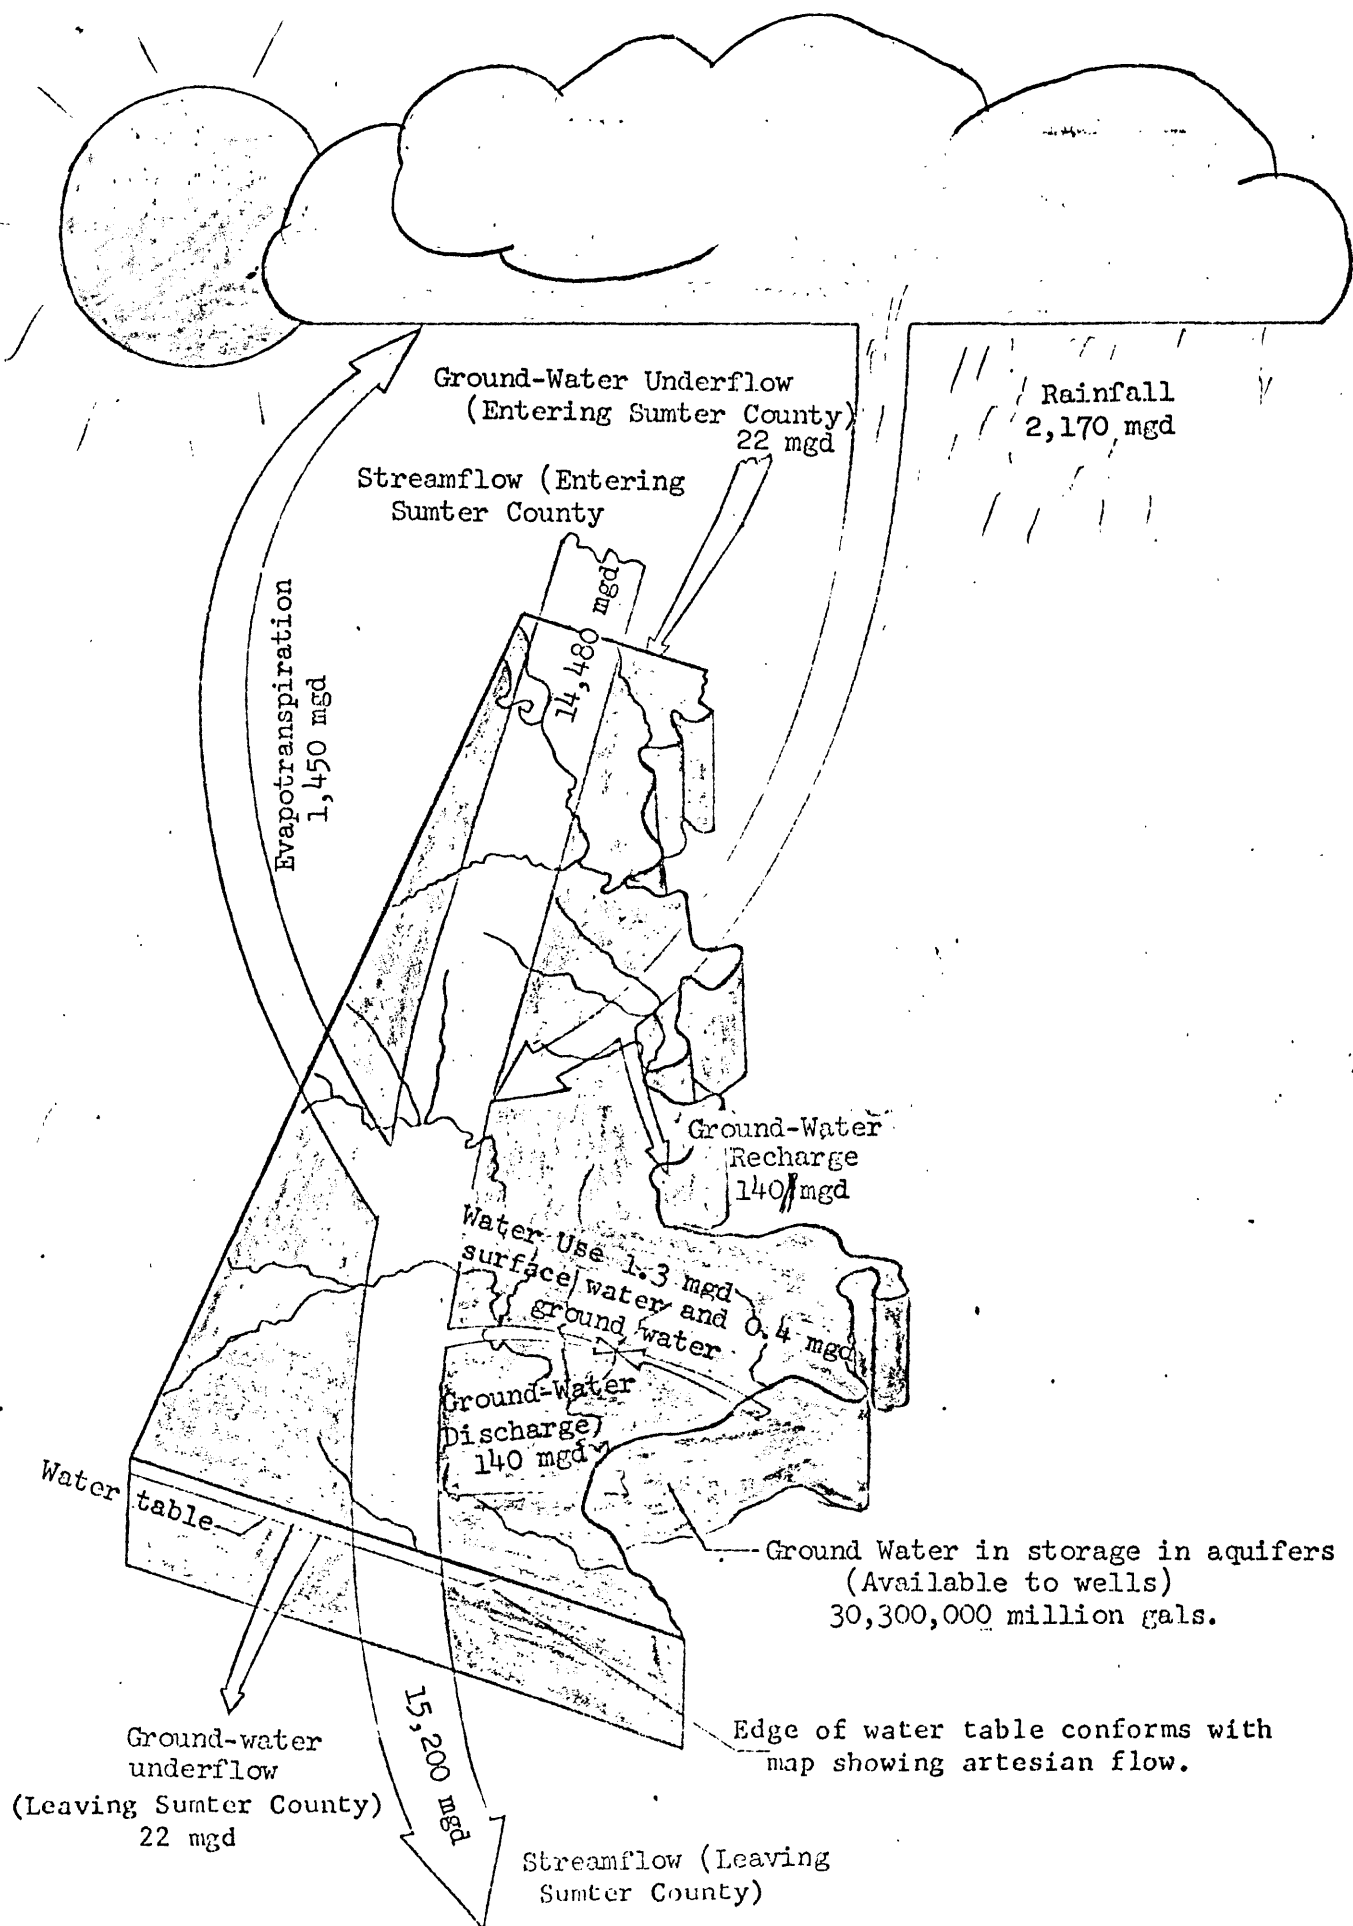 Ground-Water Underflow
(Entering Sumter County)
22 mgd
Rainfall
2,170 mgd
Streamflow (Entering
Sumter County
14,480 mgd
Evapotranspiration
1,450 mgd
Ground-Water
Recharge
140 mgd
Water Use 1.3 mgd
surface water and 0.4 mgd
ground water
Ground-Water
Discharge
140 mgd
Water table
Ground Water in storage in aquifers
(Available to wells)
30,300,000 million gals.
Edge of water table conforms with
map showing artesian flow.
Ground-water
underflow
(Leaving Sumter County)
22 mgd
15,200 mgd
Streamflow (Leaving
Sumter County)